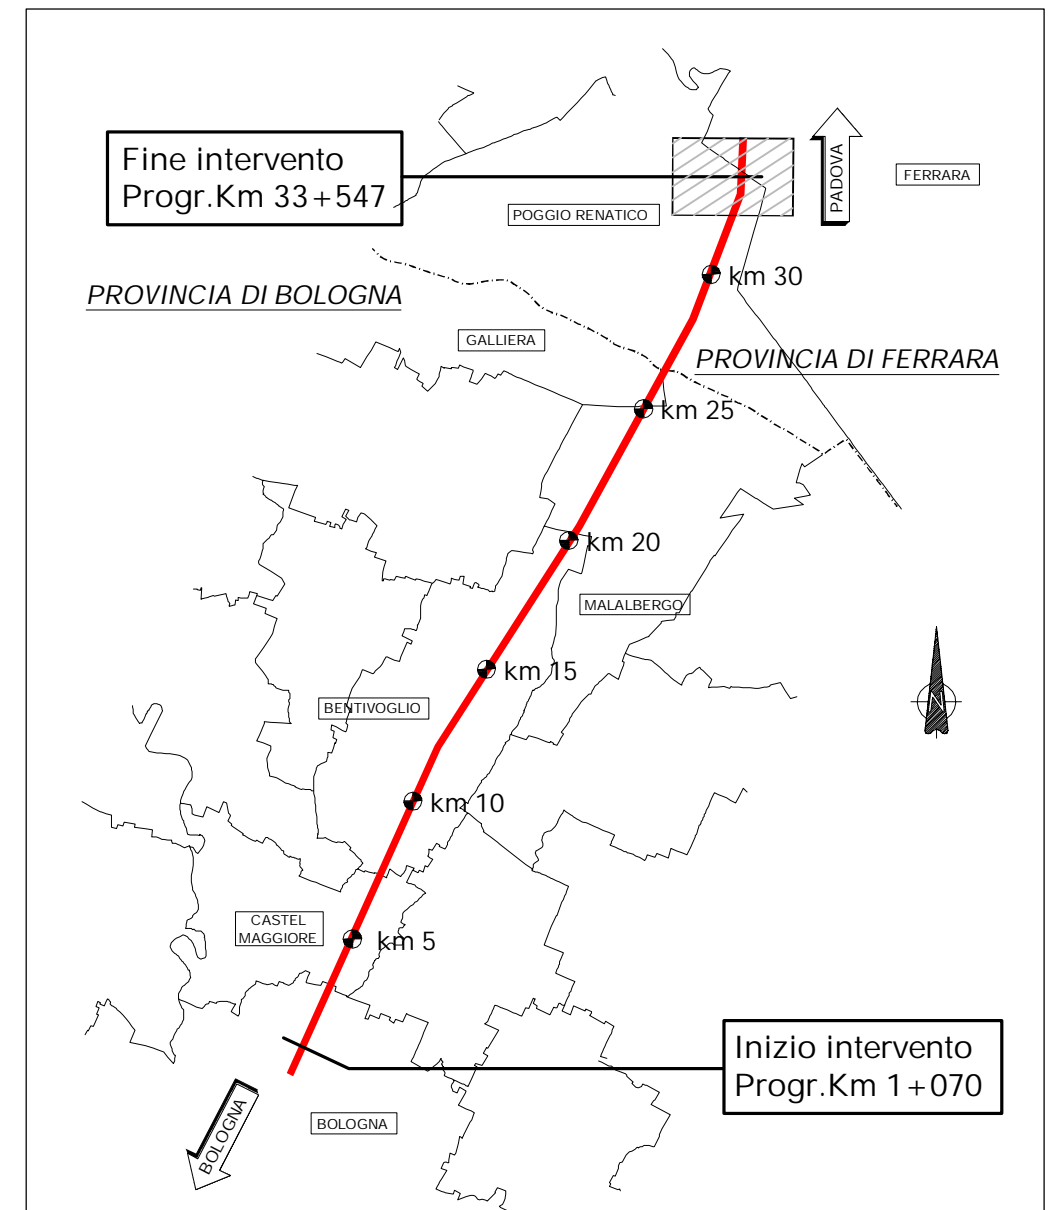 Fine intervento
Progr.Km 33+547
PADOVA
FERRARA
POGGIO RENATICO
km 30
PROVINCIA DI BOLOGNA
GALLIERA
PROVINCIA DI FERRARA
km 25
km 20
MALALBERGO
km 15
BENTIVOGLIO
N
km 10
CASTEL
MAGGIORE
km 5
Inizio intervento
Progr.Km 1+070
BOLOGNA
BOLOGNA